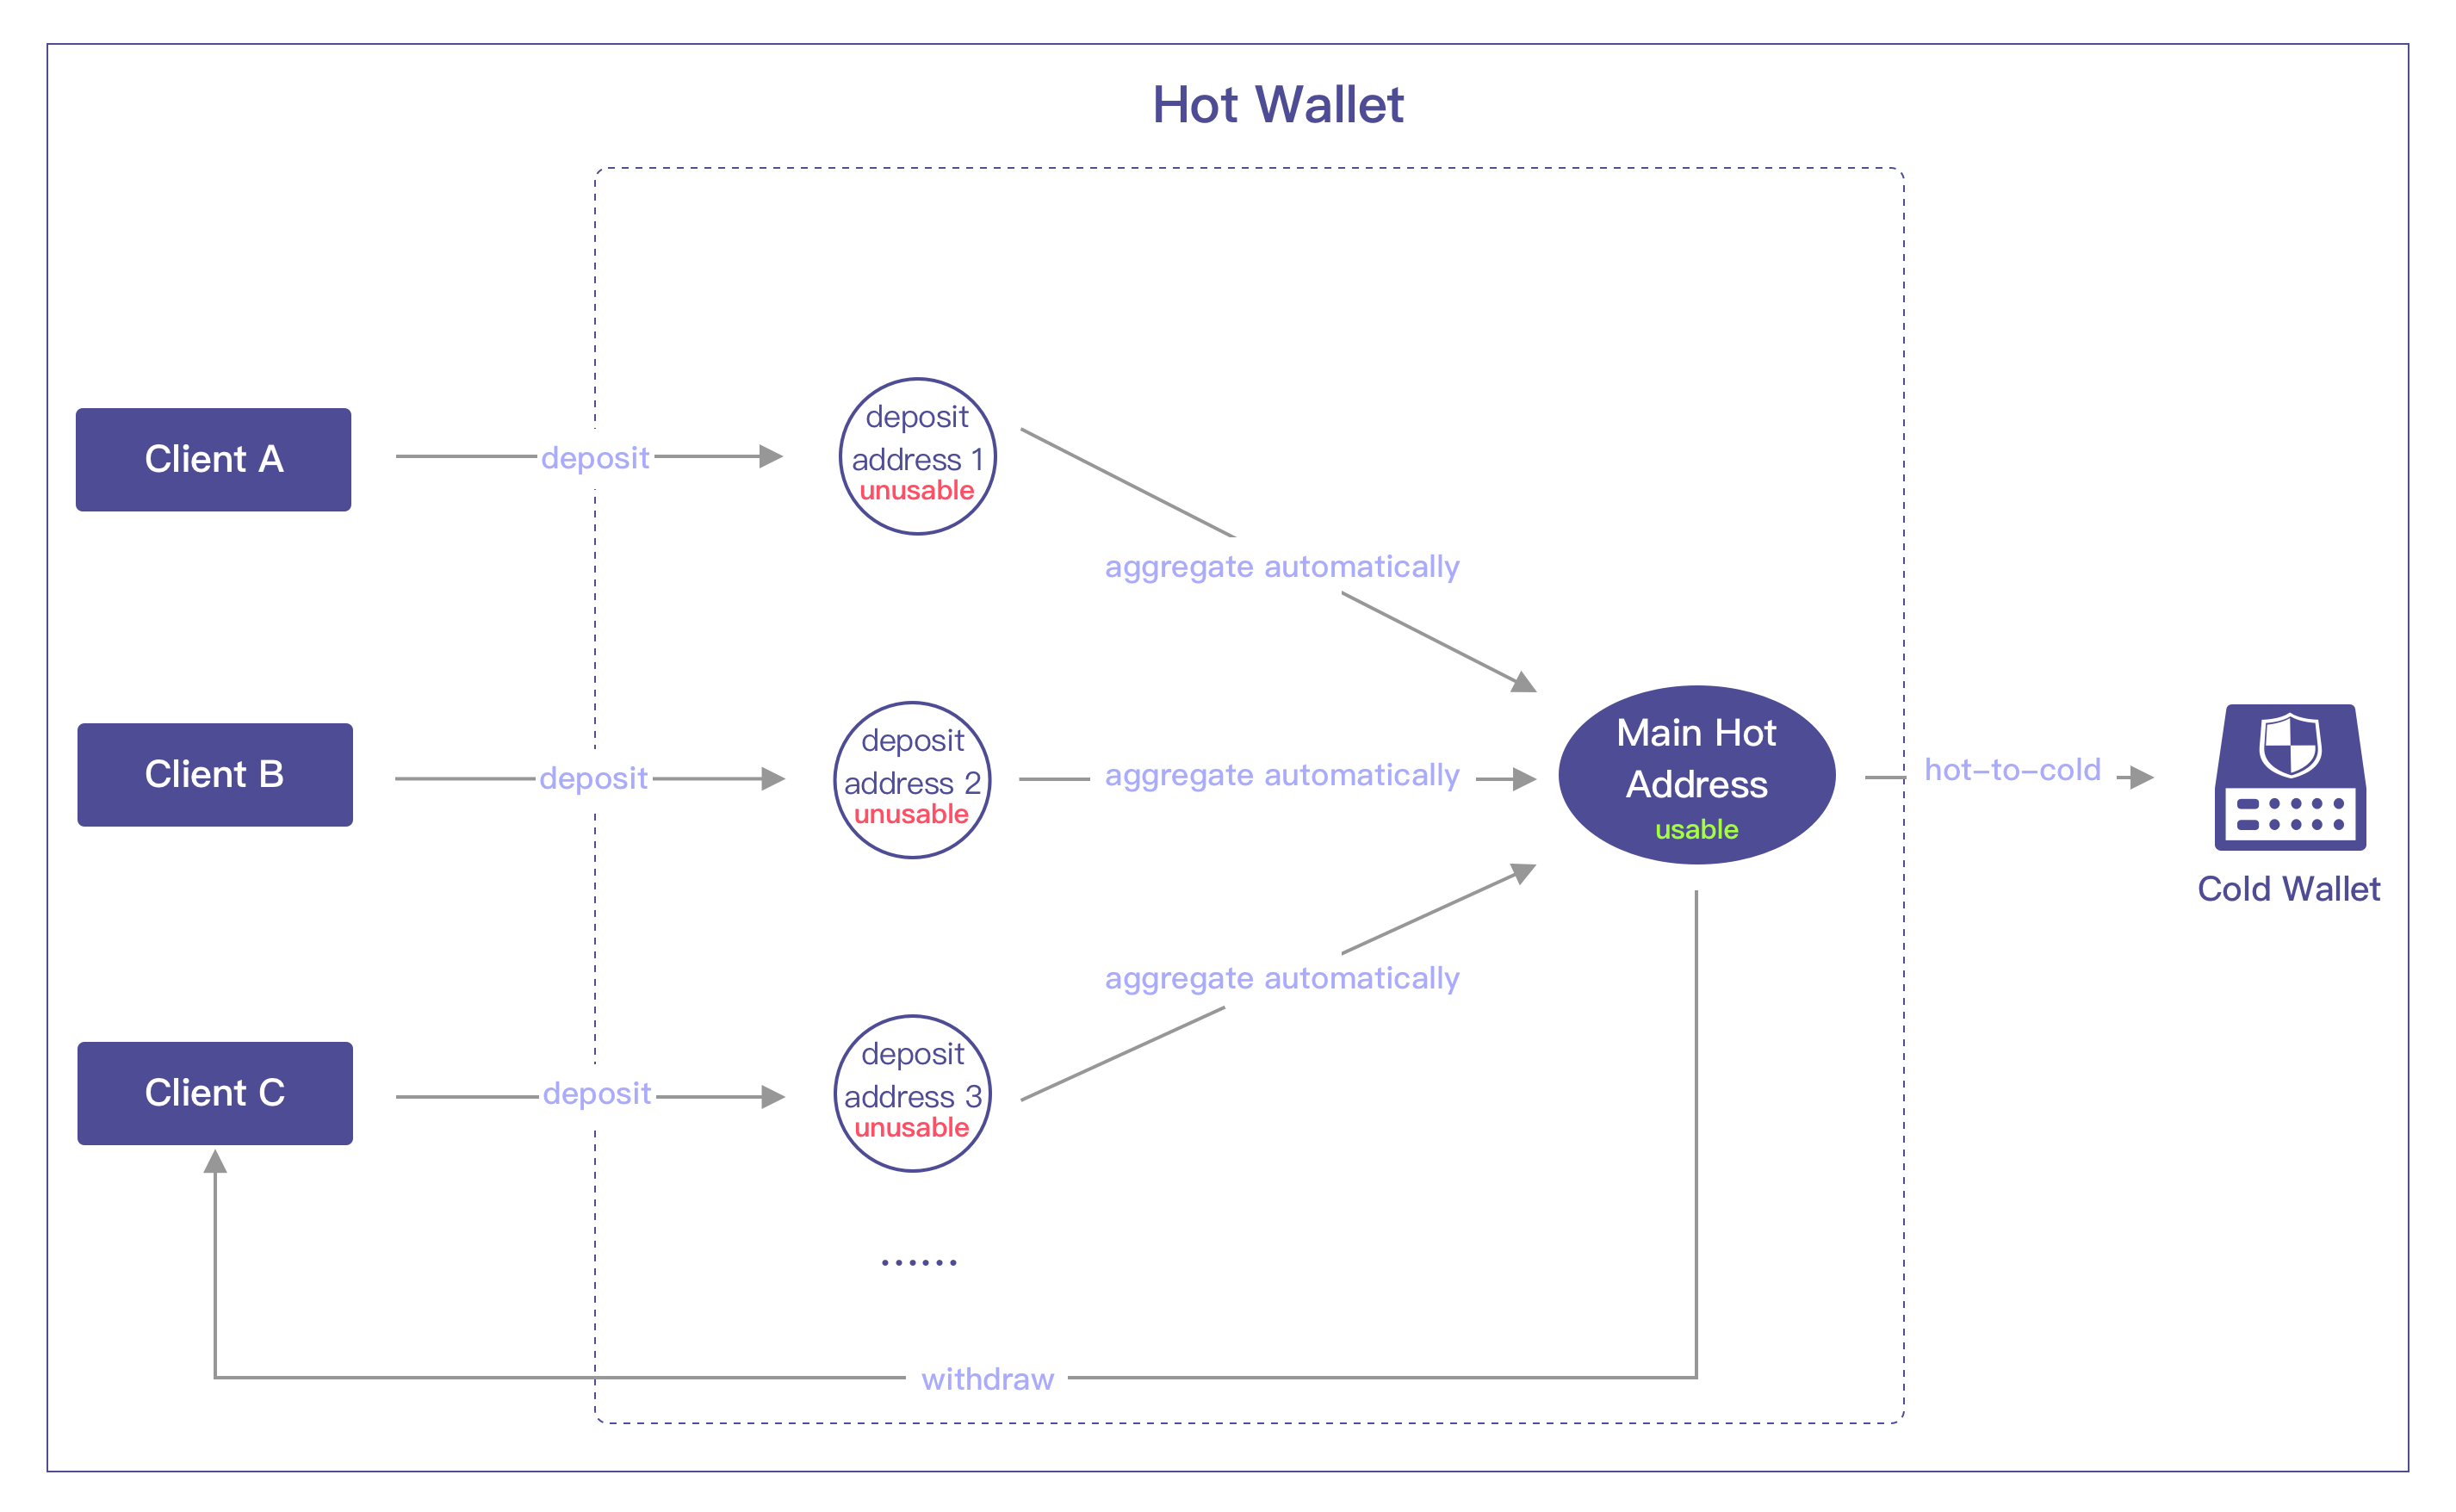 Hot Wallet
Client A
deposit
deposit
address 1
unusable
aggregate automatically
Client B
deposit
deposit
address 2
unusable
aggregate automatically
Main Hot
Address
usable
hot-to-cold
Cold Wallet
Client C
deposit
deposit
address 3
unusable
aggregate automatically
......
withdraw